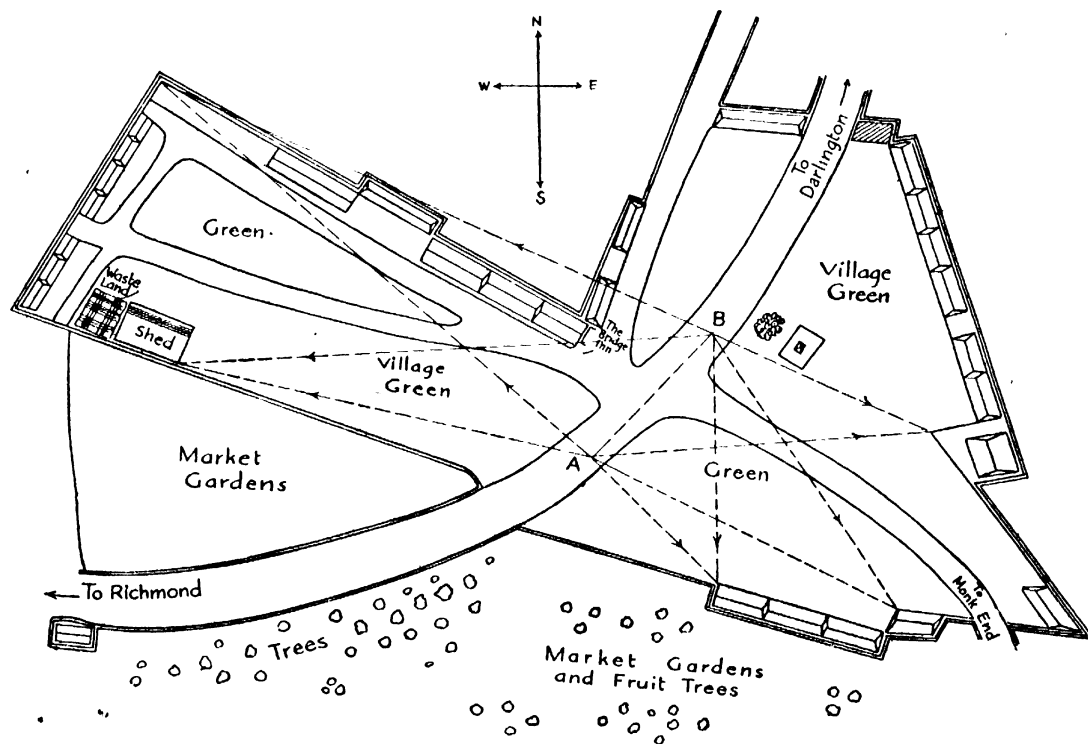 N
W E
S
To
Darlington
Green
Village
Green
Waste
Land
Shed
The
Bridge
Inn
B
Village
Green
A
Green
Market
Gardens
To Richmond
To
Monk End
Trees
Market Gardens
and Fruit Trees